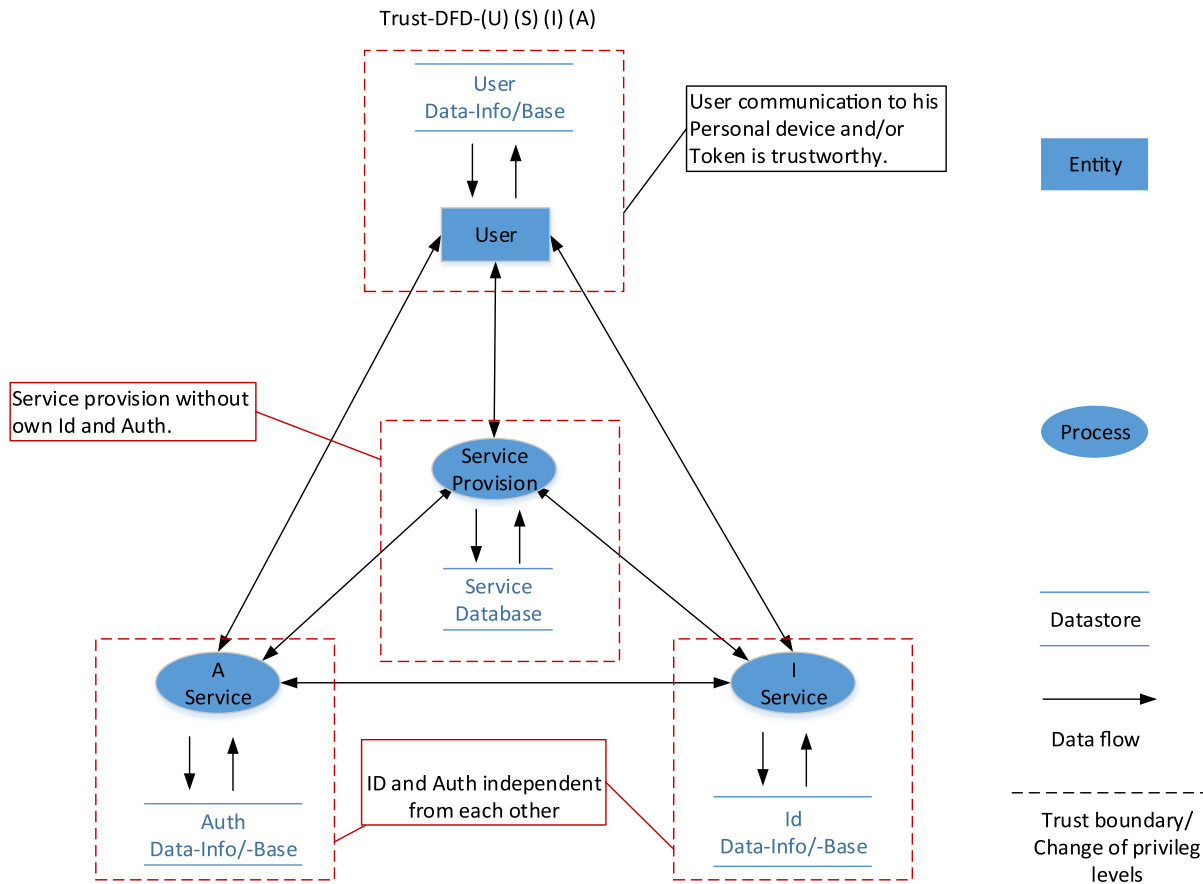 Trust-DFD-(U) (S) (I) (A)
User
Data-Info/Base
User communication to his
Personal device and/or
Token is trustworthy.
Entity
User
Service provision without
own Id and Auth.
Process
Service
Provision
Service
Database
Datastore
A
Service
I
Service
Data flow
ID and Auth independent
from each other
Auth
Data-Info/-Base
Id
Data-Info/-Base
Trust boundary/
Change of privileg
levels